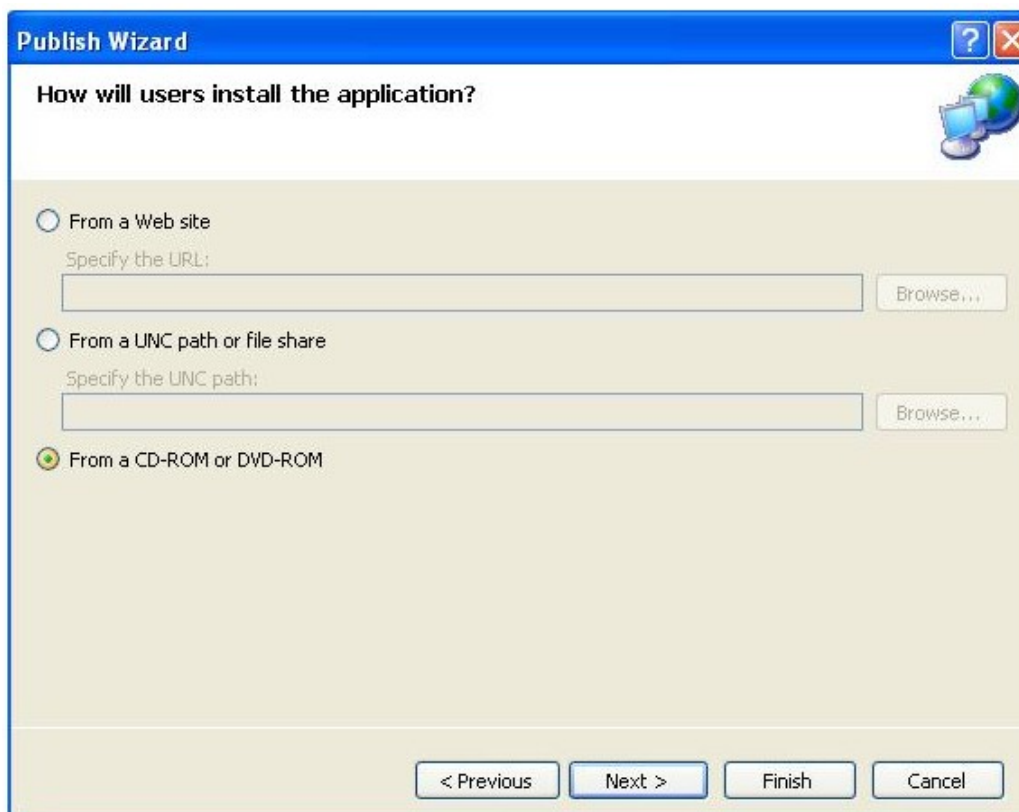 Publish Wizard
?
How will users install the application?
From a Web site
Specify the URL:
Browse...
From a UNC path or file share
Specify the UNC path:
Browse...
From a CD-ROM or DVD-ROM
< Previous Next > Finish Cancel